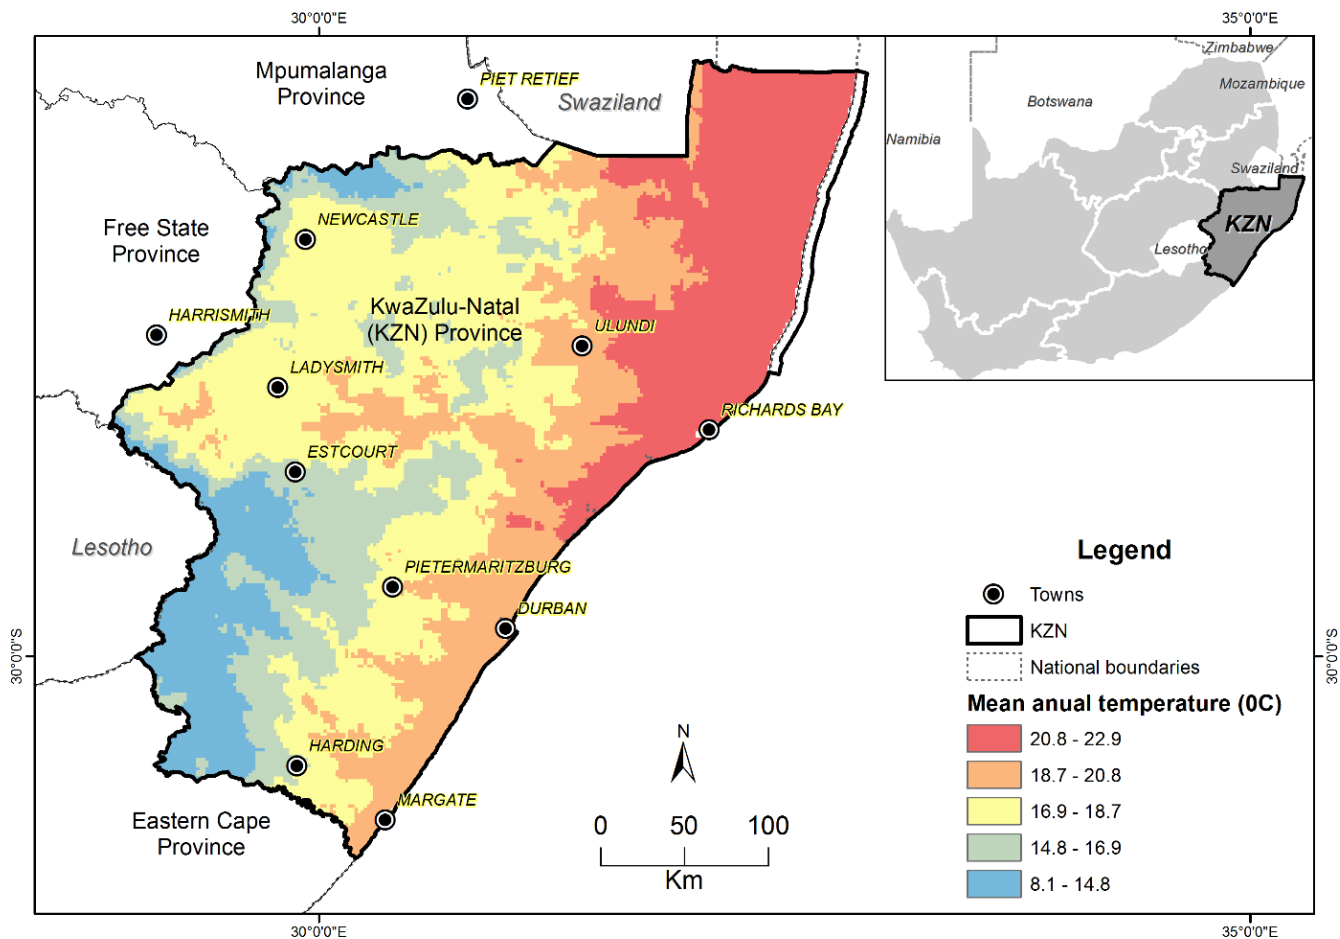 30°0'0"E
35°0'0"E
Mpumalanga
Province
PIET RETIEF
Swaziland
Zimbabwe
Mozambique
Botswana
Namibia
Swaziland
KZN
Lesotho
Free State
Province
NEWCASTLE
HARRISMITH
KwaZulu-Natal
(KZN) Province
ULUNDI
LADYSMITH
RICHARDS BAY
ESTCOURT
Lesotho
PIETERMARITZBURG
DURBAN
30°0'0"S
30°0'0"S
HARDING
MARGATE
Eastern Cape
Province
N
0 50 100
Km
Legend
Towns
KZN
National boundaries
Mean anual temperature (0C)
20.8 - 22.9
18.7 - 20.8
16.9 - 18.7
14.8 - 16.9
8.1 - 14.8
30°0'0"E
35°0'0"E